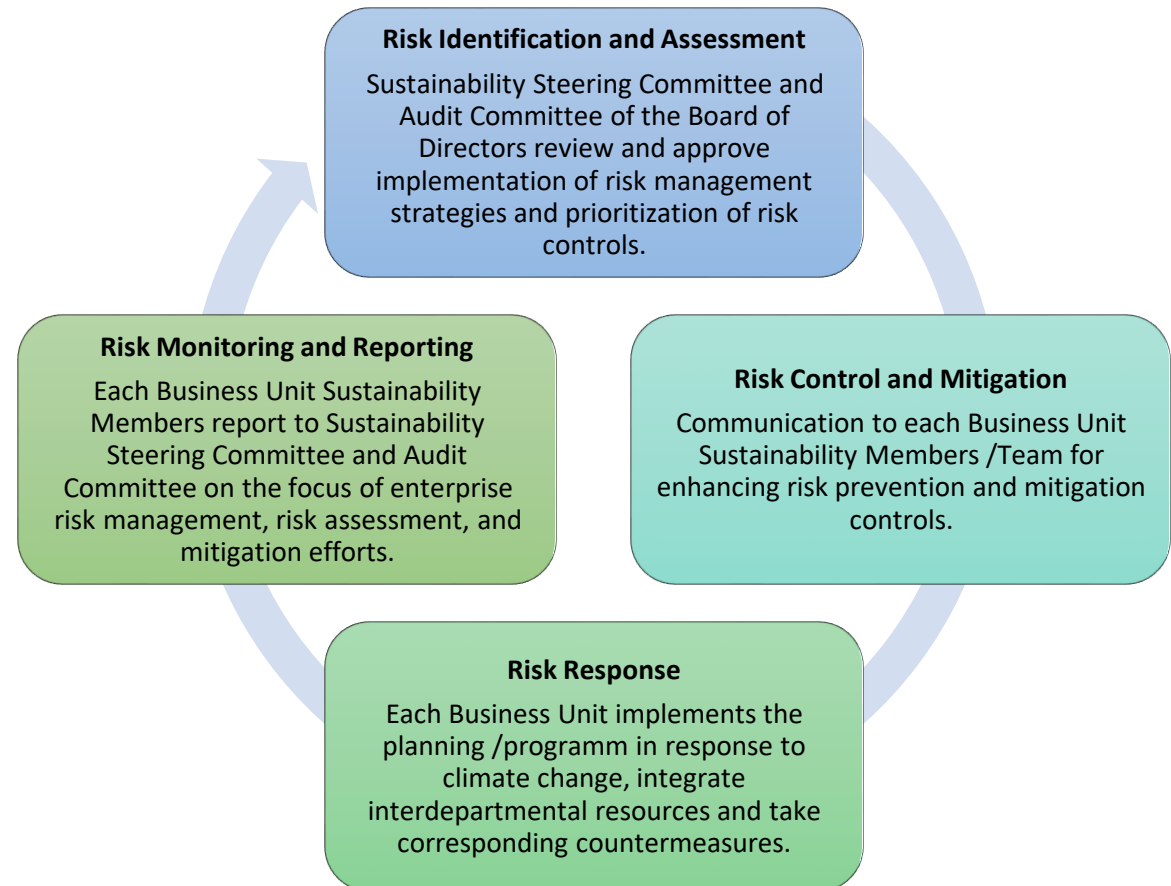 Risk Identification and Assessment
Sustainability Steering Committee and
Audit Committee of the Board of
Directors review and approve
implementation of risk management
strategies and prioritization of risk
controls.
Risk Control and Mitigation
Communication to each Business Unit
Sustainability Members /Team for
enhancing risk prevention and mitigation
controls.
Risk Response
Each Business Unit implements the
planning /programm in response to
climate change, integrate
interdepartmental resources and take
corresponding countermeasures.
Risk Monitoring and Reporting
Each Business Unit Sustainability
Members report to Sustainability
Steering Committee and Audit
Committee on the focus of enterprise
risk management, risk assessment, and
mitigation efforts.